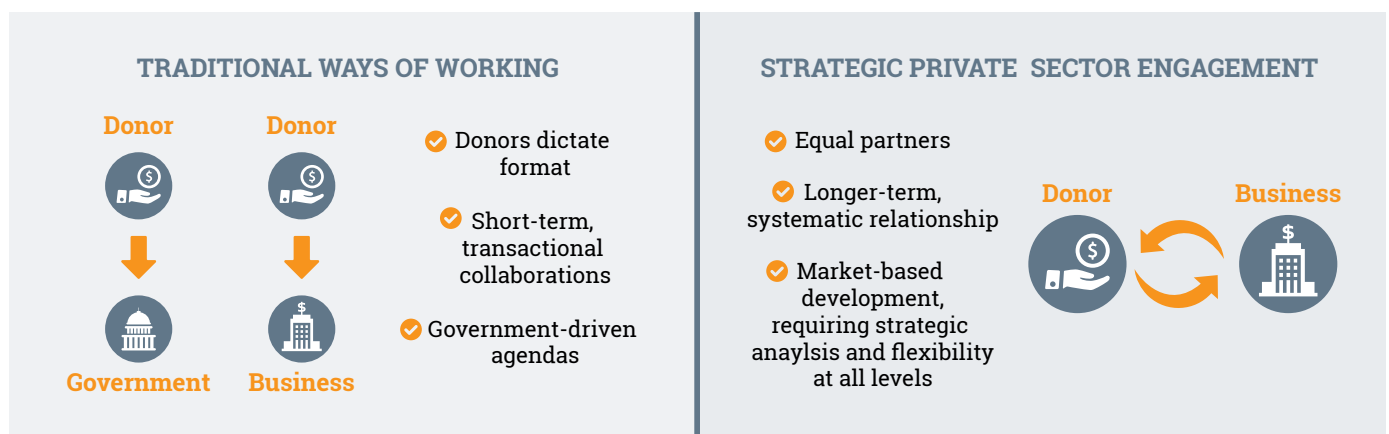 TRADITIONAL WAYS OF WORKING
Donor
Donor
Government
Business
Donors dictate
format
Short-term,
transactional
collaborations
Government-driven
agendas
STRATEGIC PRIVATE SECTOR ENGAGEMENT
Equal partners
Longer-term,
systematic relationship
Market-based
development,
requiring strategic
anaylsis and flexibility
at all levels
Donor
Business
$
$
$
$
$